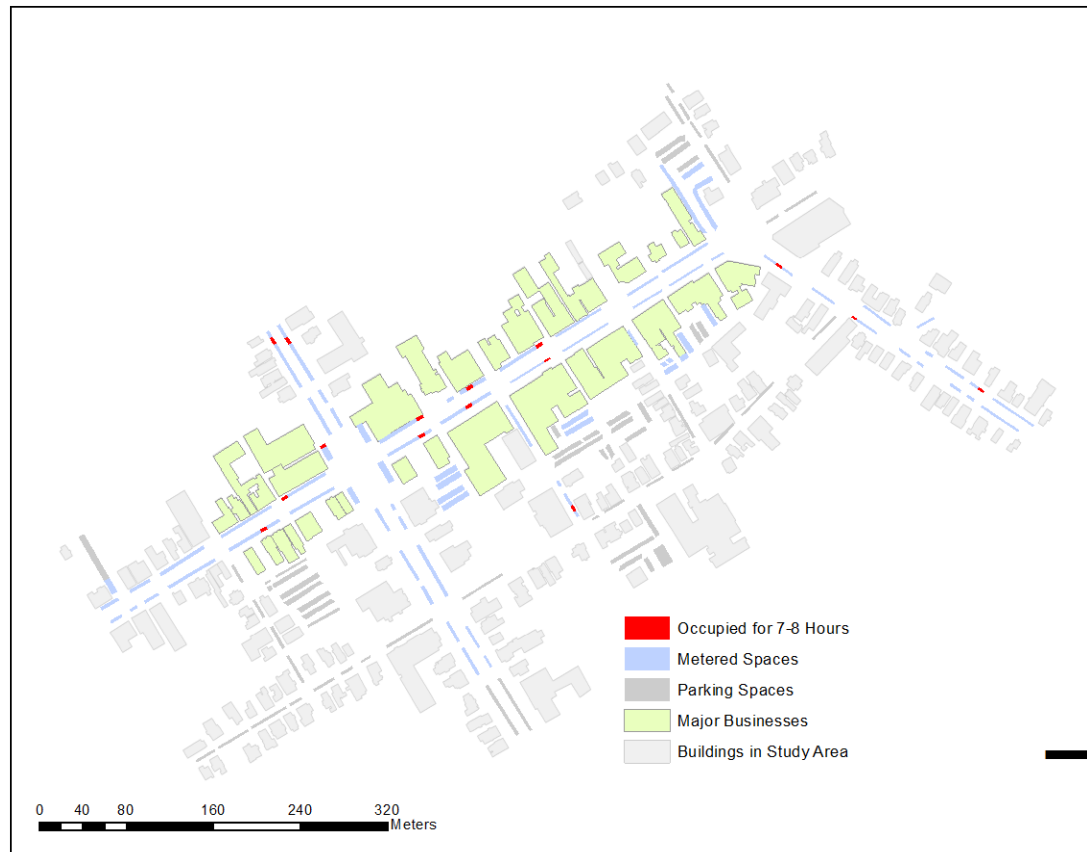 Occupied for 7-8 Hours
Metered Spaces
Parking Spaces
Major Businesses
Buildings in Study Area
0 40 80 160 240 320
Meters